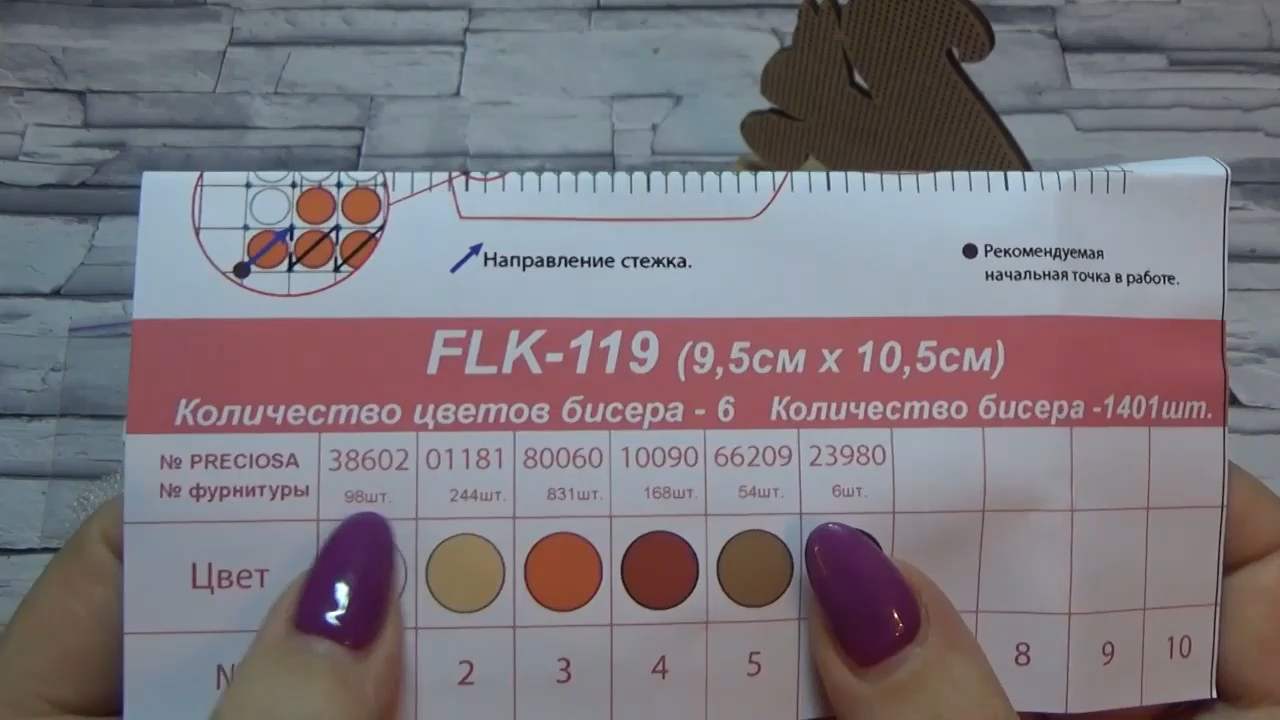 Направление стежка.
Рекомендуемая
начальная точка в работе.
FLK-119 (9,5см х 10,5см)
Количество цветов бисера - 6 Количество бисера -1401шт.
№ PRECIOSA 38602 01181 80060 10090 66209 23980
№ фурнитуры 98шт. 244шт. 831шт. 168шт. 54шт. 6шт.
Цвет
2 3 4 5 8 9 10